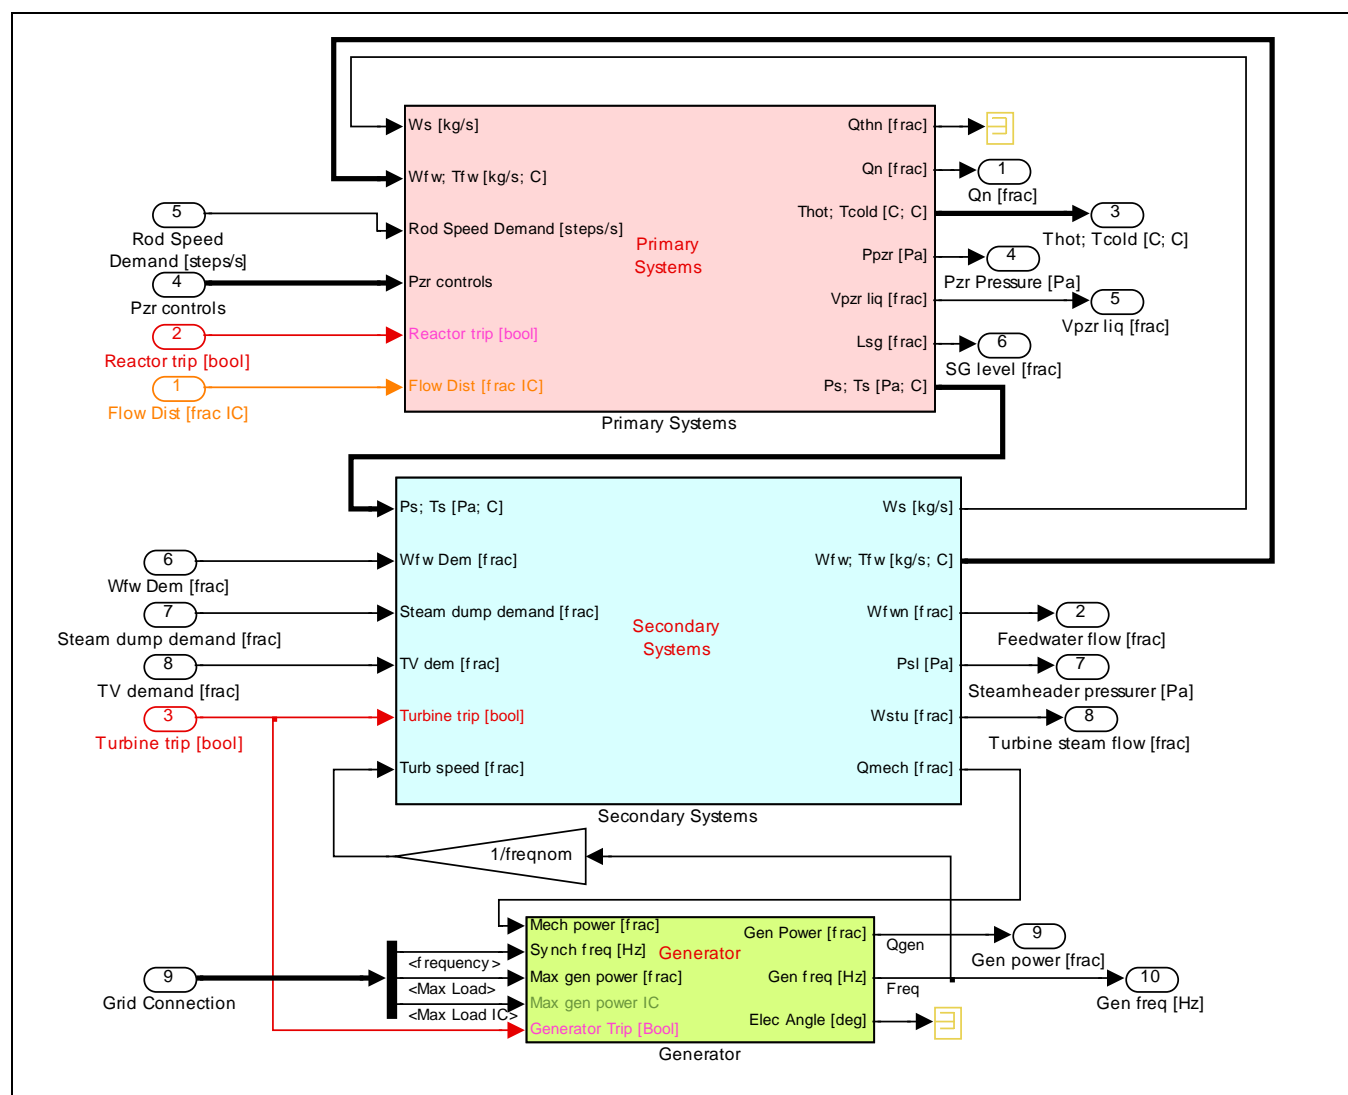 Ws [kg/s]
Qthn [frac]
Wfw; Tfw [kg/s; C]
Qn [frac]
1
Qn [frac]
5
Rod Speed
Demand [steps/s]
Rod Speed Demand [steps/s]
Thot; Tcold [C; C]
3
Thot; Tcold [C; C]
Primary
Systems
Ppzr [Pa]
4
Pzr Pressure [Pa]
4
Pzr controls
Pzr controls
Vpzr liq [frac]
5
Vpzr liq [frac]
2
Reactor trip [bool]
Reactor trip [bool]
Lsg [frac]
6
SG level [frac]
1
Flow Dist [frac IC]
Flow Dist [frac IC]
Ps; Ts [Pa; C]
Primary Systems
Ps; Ts [Pa; C]
Ws [kg/s]
6
Wfw Dem [frac]
Wfw Dem [frac]
Wfw; Tfw [kg/s; C]
7
Steam dump demand [frac]
Steam dump demand [frac]
Secondary
Systems
Wfwn [frac]
2
Feedwater flow [frac]
8
TV demand [frac]
TV dem [frac]
Psl [Pa]
7
Steamheader pressurer [Pa]
3
Turbine trip [bool]
Turbine trip [bool]
Wstu [frac]
8
Turbine steam flow [frac]
Turb speed [frac]
Qmech [frac]
Secondary Systems
1/freqnom
Mech power [frac]
Gen Power [frac]
Qgen
9
Gen power [frac]
Synch freq [Hz]
Generator
<frequency>
9
Grid Connection
Max gen power [frac]
Gen freq [Hz]
Freq
10
Gen freq [Hz]
<Max Load>
Max gen power IC
<Max Load IC>
Elec Angle [deg]
Generator Trip [Bool]
Generator